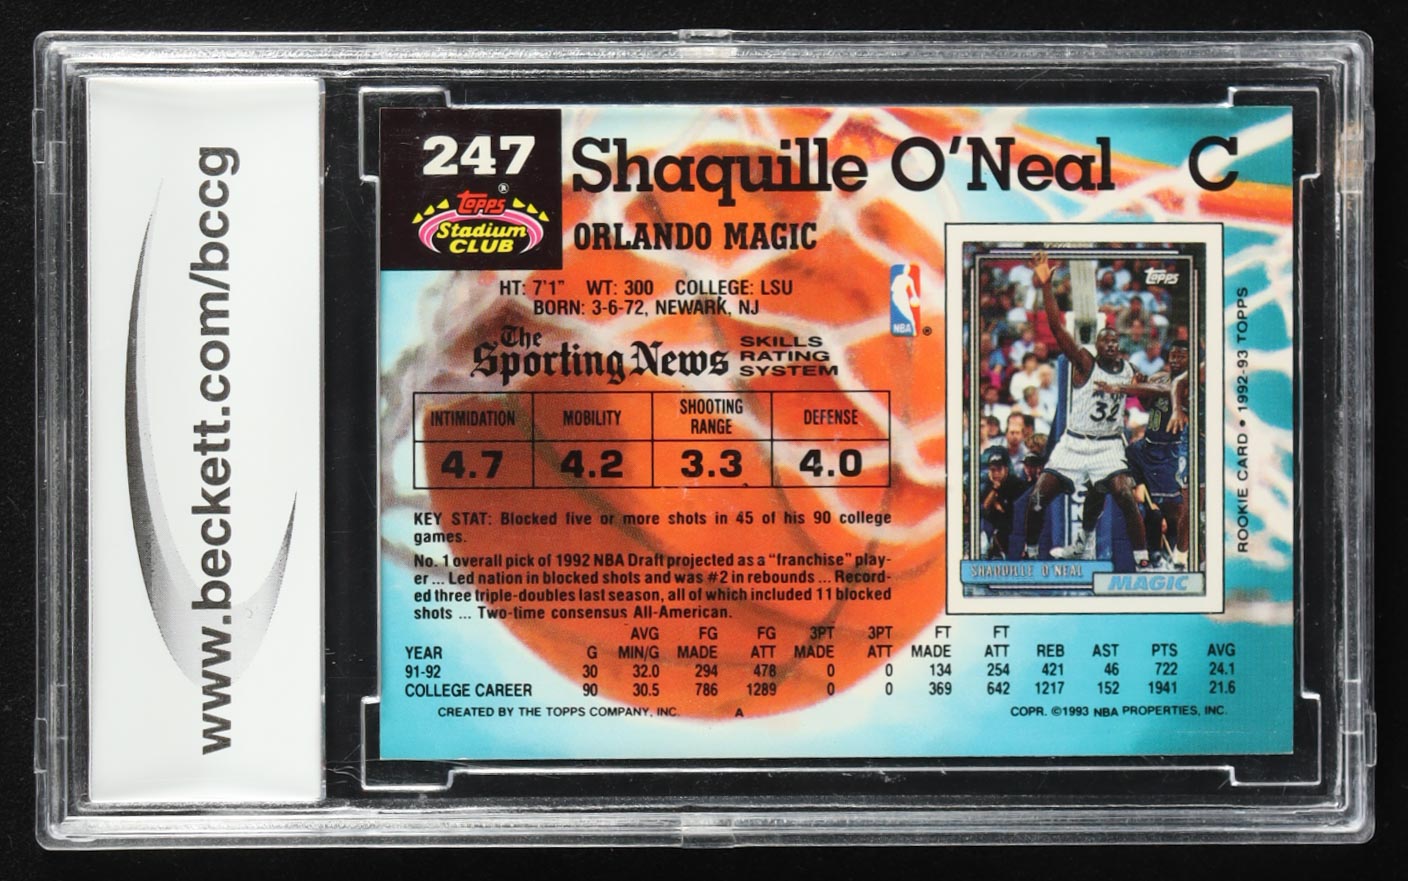 www.beckett.com/bccg
247
Topps®
Stadium
CLUB
Shaquille O'Neal C
ORLANDO MAGIC
HT: 7'1" WT: 300 COLLEGE: LSU
BORN: 3-6-72, NEWARK, NJ
NBA ®
The
Sporting News
SKILLS
RATING
SYSTEM
INTIMIDATION MOBILITY SHOOTING RANGE DEFENSE
4.7 4.2 3.3 4.0
KEY STAT: Blocked five or more shots in 45 of his 90 college
games.
No. 1 overall pick of 1992 NBA Draft projected as a "franchise" play-
er ... Led nation in blocked shots and was #2 in rebounds ... Record-
ed three triple-doubles last season, all of which included 11 blocked
shots ... Two-time consensus All-American.
Topps
32
SHAQUILLE O'NEAL
MAGIC
ROOKIE CARD • 1992-93 TOPPS
AVG FG FG 3PT 3PT FT FT
YEAR G MIN/G MADE ATT MADE ATT MADE ATT REB AST PTS AVG
91-92 30 32.0 294 478 0 0 134 254 421 46 722 24.1
COLLEGE CAREER 90 30.5 786 1289 0 0 369 642 1217 152 1941 21.6
CREATED BY THE TOPPS COMPANY, INC. A COPR. ©1993 NBA PROPERTIES, INC.